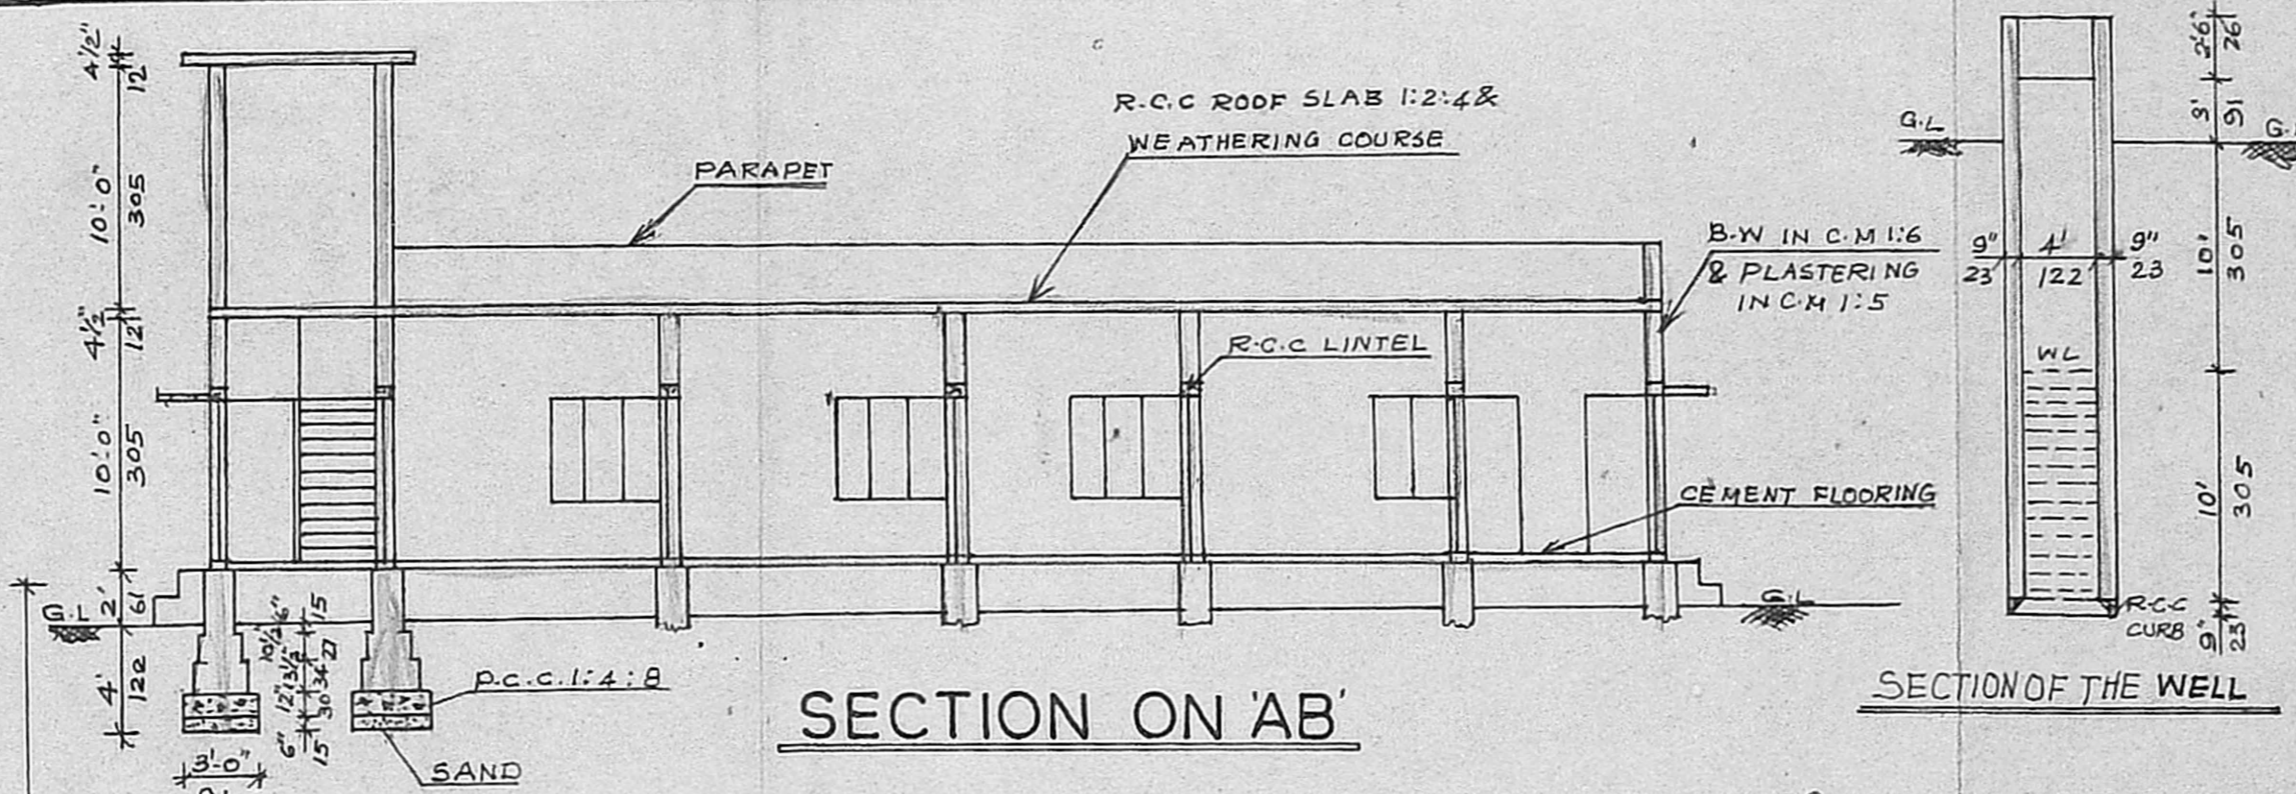 4½"
12
10'-0"
305
4½"
12
10'-0"
305
G.L
2'
61
4'
122
PARAPET
R.C.C ROOF SLAB 1:2:4 &
WEATHERING COURSE
B.W IN C.M 1:6
& PLASTERING
IN C.M 1:5
R.C.C LINTEL
CEMENT FLOORING
G.L
6"
15
10½"
27
13½"
34
12"
30
6"
15
P.C.C. 1:4:8
SAND
3'-0"
SECTION ON 'AB'
2'6"
76
3'
91
G.L
G.L
9"
23
4'
122
9"
23
10'
305
WL
10'
305
R.C.C
CURB
9"
23
SECTION OF THE WELL